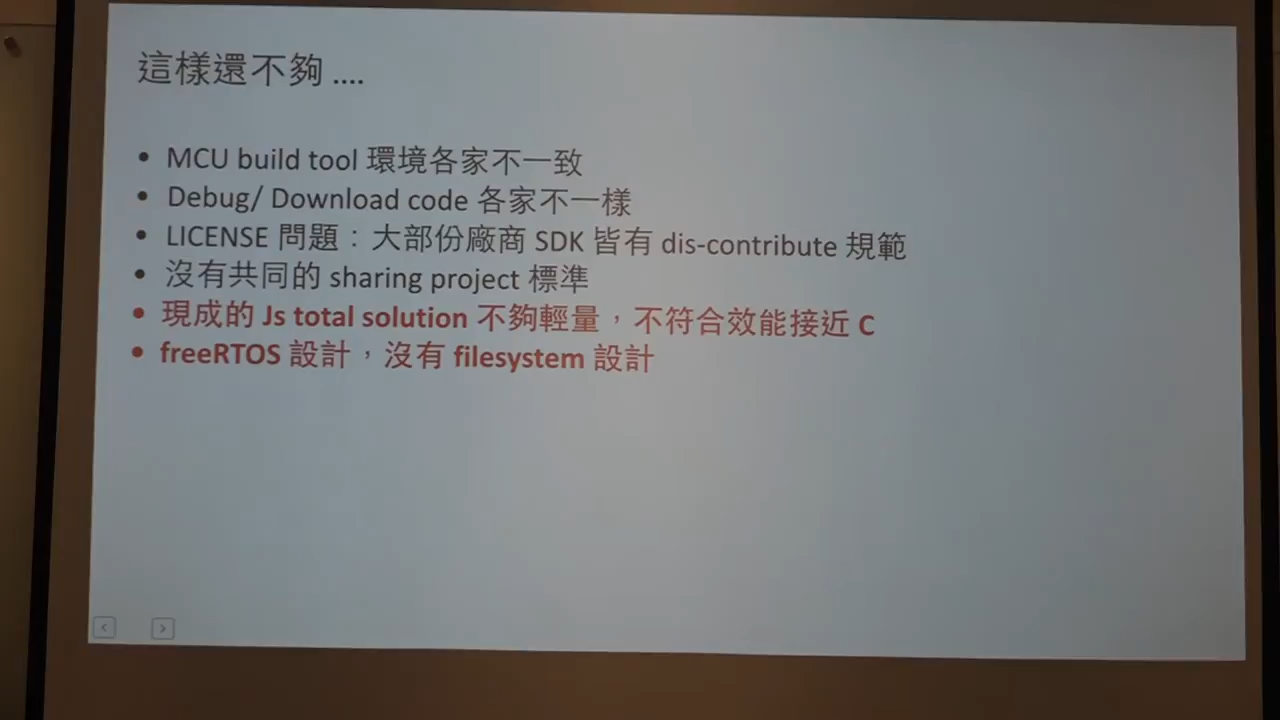 這樣還不夠 ....
• MCU build tool 環境各家不一致
• Debug/ Download code 各家不一樣
• LICENSE 問題：大部份廠商 SDK 皆有 dis-contribute 規範
• 沒有共同的 sharing project 標準
• 現成的 Js total solution 不夠輕量，不符合效能接近 C
• freeRTOS 設計，沒有 filesystem 設計